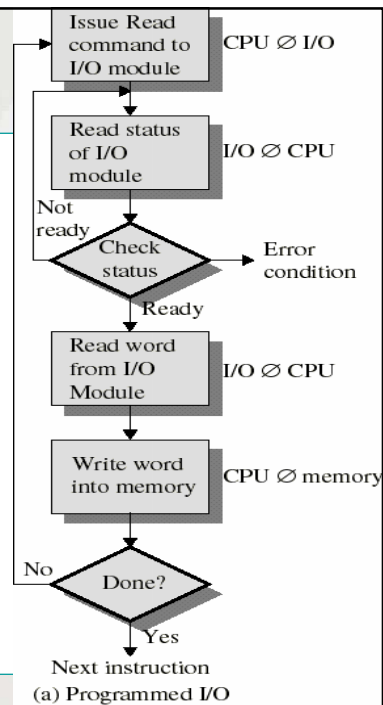 Issue Read
command to
I/O module
CPU ∅ I/O
Read status
of I/O
module
I/O ∅ CPU
Not
ready
Check
status
Error
condition
Ready
Read word
from I/O
Module
I/O ∅ CPU
Write word
into memory
CPU ∅ memory
No
Done?
Yes
Next instruction
(a) Programmed I/O